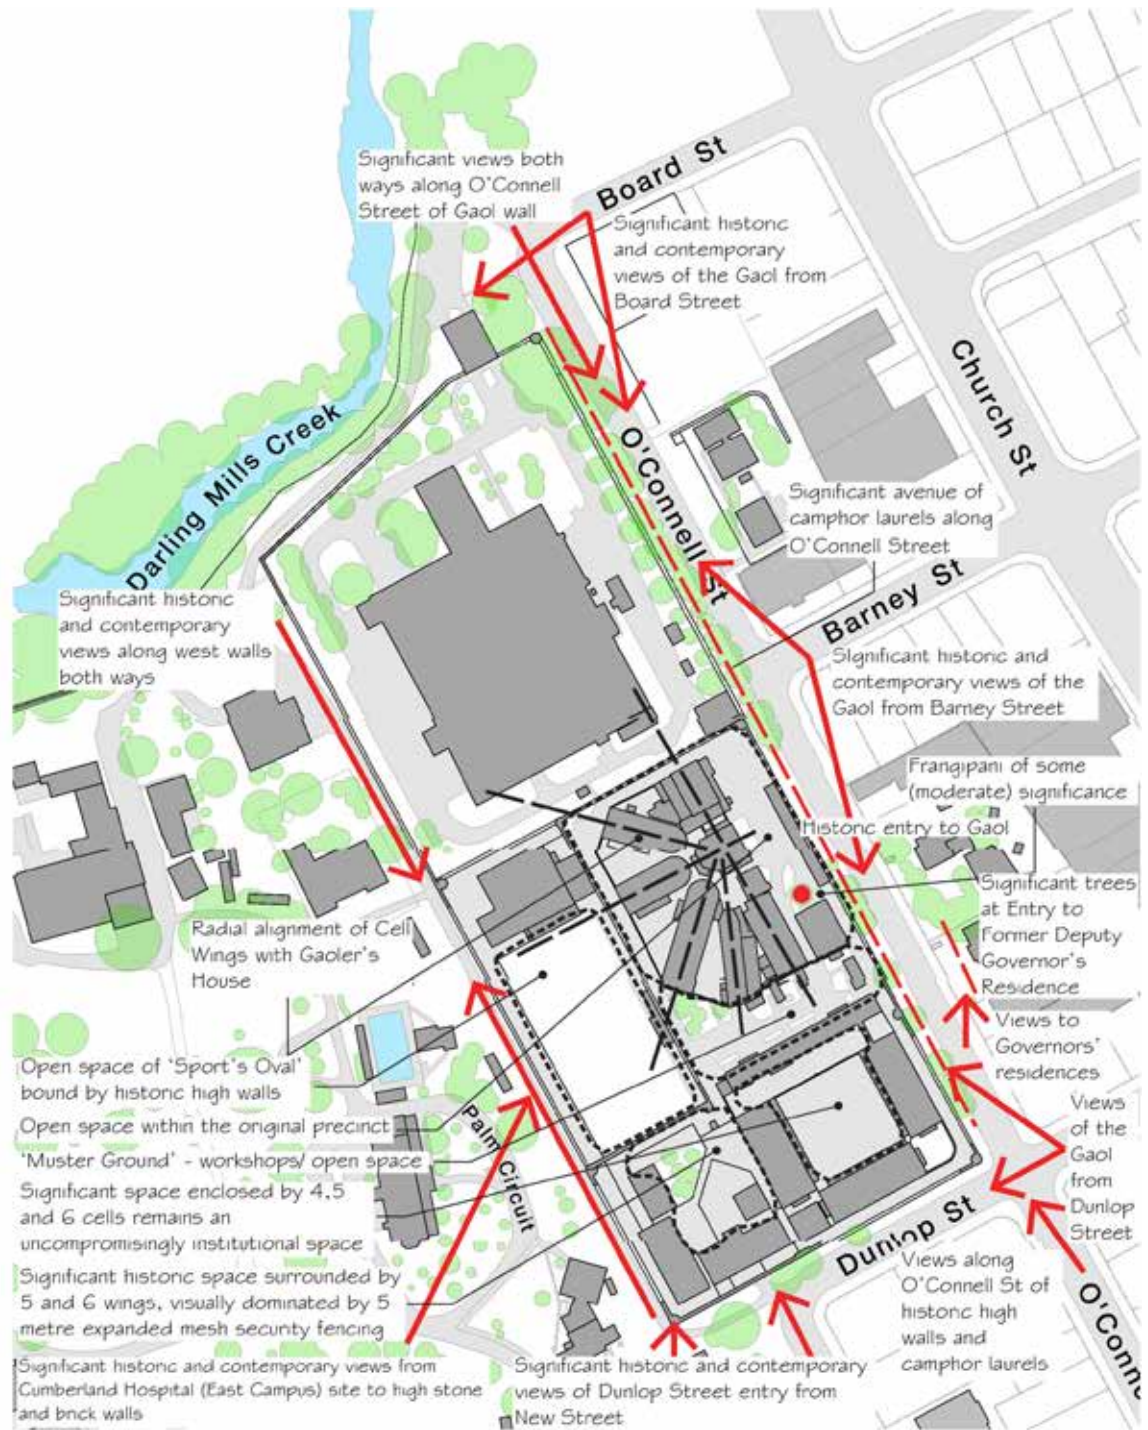 Board St
Significant views both
ways along O'Connell
Street of Gaol wall
Significant historic
and contemporary
views of the Gaol from
Board Street
Church St
Darling Mills Creek
O'Connell St
Significant avenue of
camphor laurels along
O'Connell Street
Barney St
Significant historic
and contemporary
views along west walls
both ways
SIgnificant historic and
contemporary views of the
Gaol from Barney Street
Frangipani of some
(moderate) significance
Historic entry to Gaol
Significant trees
at Entry to
Former Deputy
Governor's
Residence
Radial alignment of Cell
Wings with Gaoler's
House
Views to
Governors'
residences
Open space of 'Sport's Oval'
bound by historic high walls
Open space within the original precinct
'Muster Ground' - workshops/ open space
Significant space enclosed by 4,5
and 6 cells remains an
uncompromisingly institutional space
Significant historic space surrounded by
5 and 6 wings, visually dominated by 5
metre expanded mesh security fencing
Palm Circuit
Views
of the
Gaol
from
Dunlop
Street
Dunlop St
Views along
O'Connell St of
historic high
walls and
camphor laurels
O'Conne
Significant historic and contemporary views from
Cumberland Hospital (East Campus) site to high stone
and brick walls
Significant historic and contemporary
views of Dunlop Street entry from
New Street